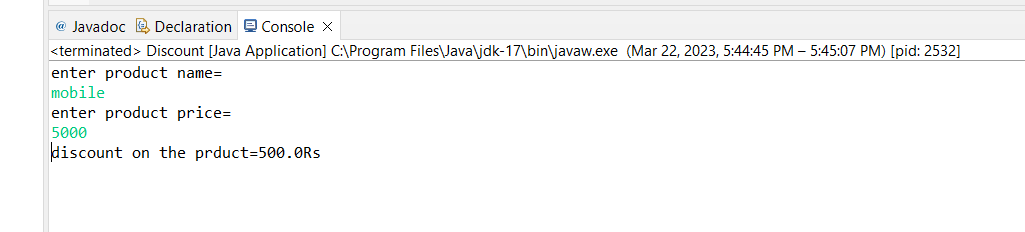 @ Javadoc Declaration Console
<terminated> Discount [Java Application] C:\Program Files\Java\jdk-17\bin\javaw.exe (Mar 22, 2023, 5:44:45 PM – 5:45:07 PM) [pid: 2532]
enter product name=
mobile
enter product price=
5000
discount on the prduct=500.0Rs